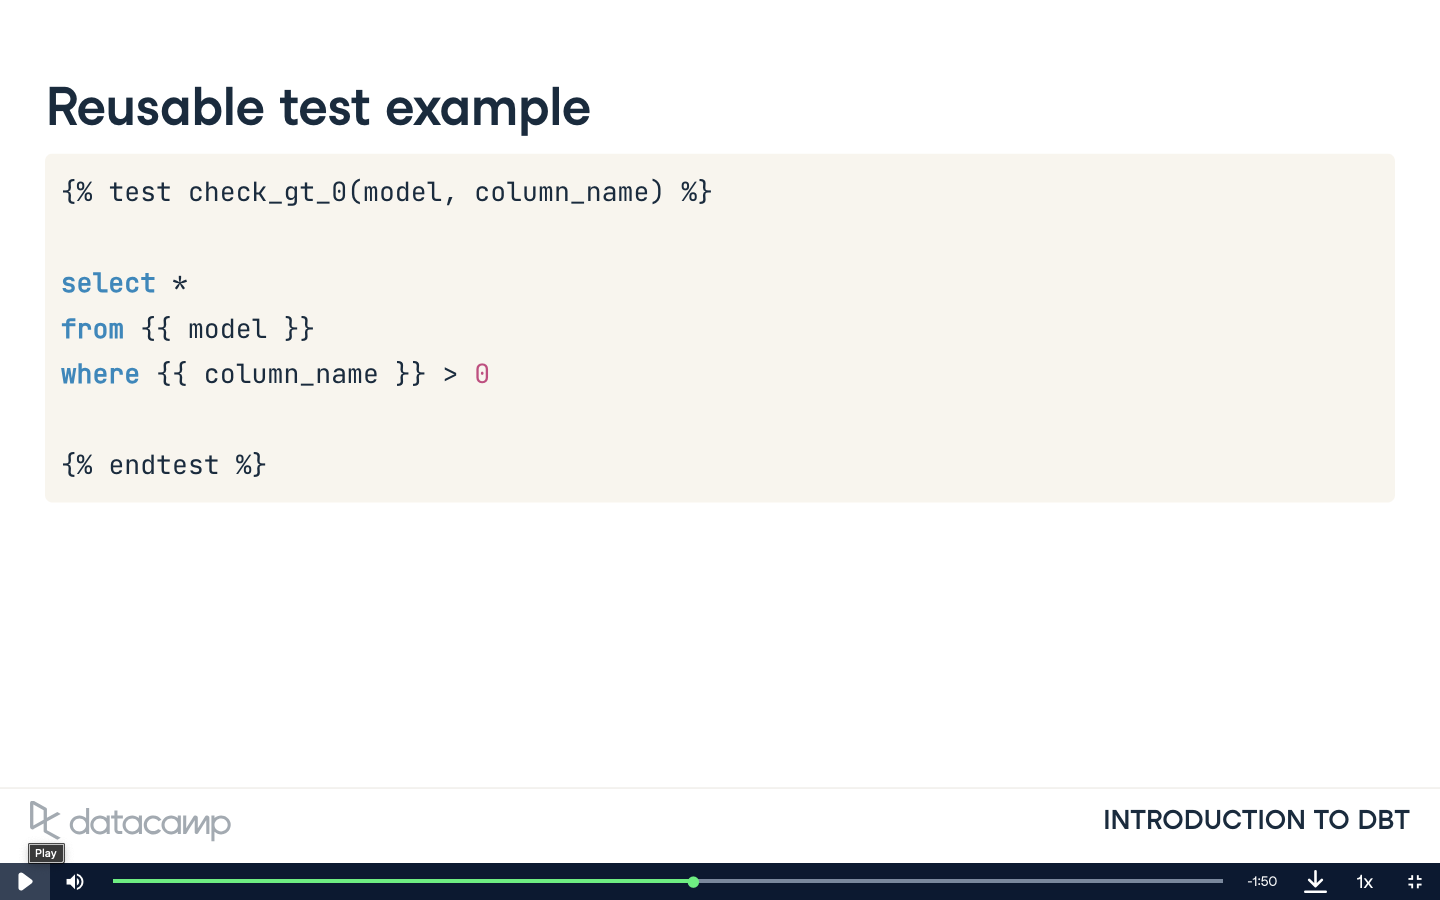 Reusable test example
{% test check_gt_0(model, column_name) %}
select *
from {{ model }}
where {{ column_name }} > 0
{% endtest %}
datacamp
INTRODUCTION TO DBT
Play
-1:50
1x